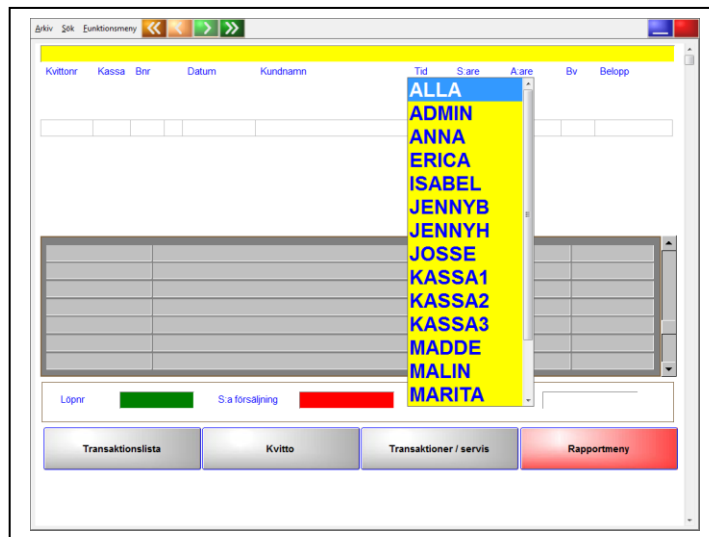 Arkiv Sök Funktionsmeny
Kvittonr Kassa Bnr Datum Kundnamn Tid S:are A:are Bv Belopp
ALLA
ADMIN
ANNA
ERICA
ISABEL
JENNYB
JENNYH
JOSSE
KASSA1
KASSA2
KASSA3
MADDE
MALIN
MARITA
Löpnr S:a försäljning
Transaktionslista Kvitto Transaktioner / servis Rapportmeny